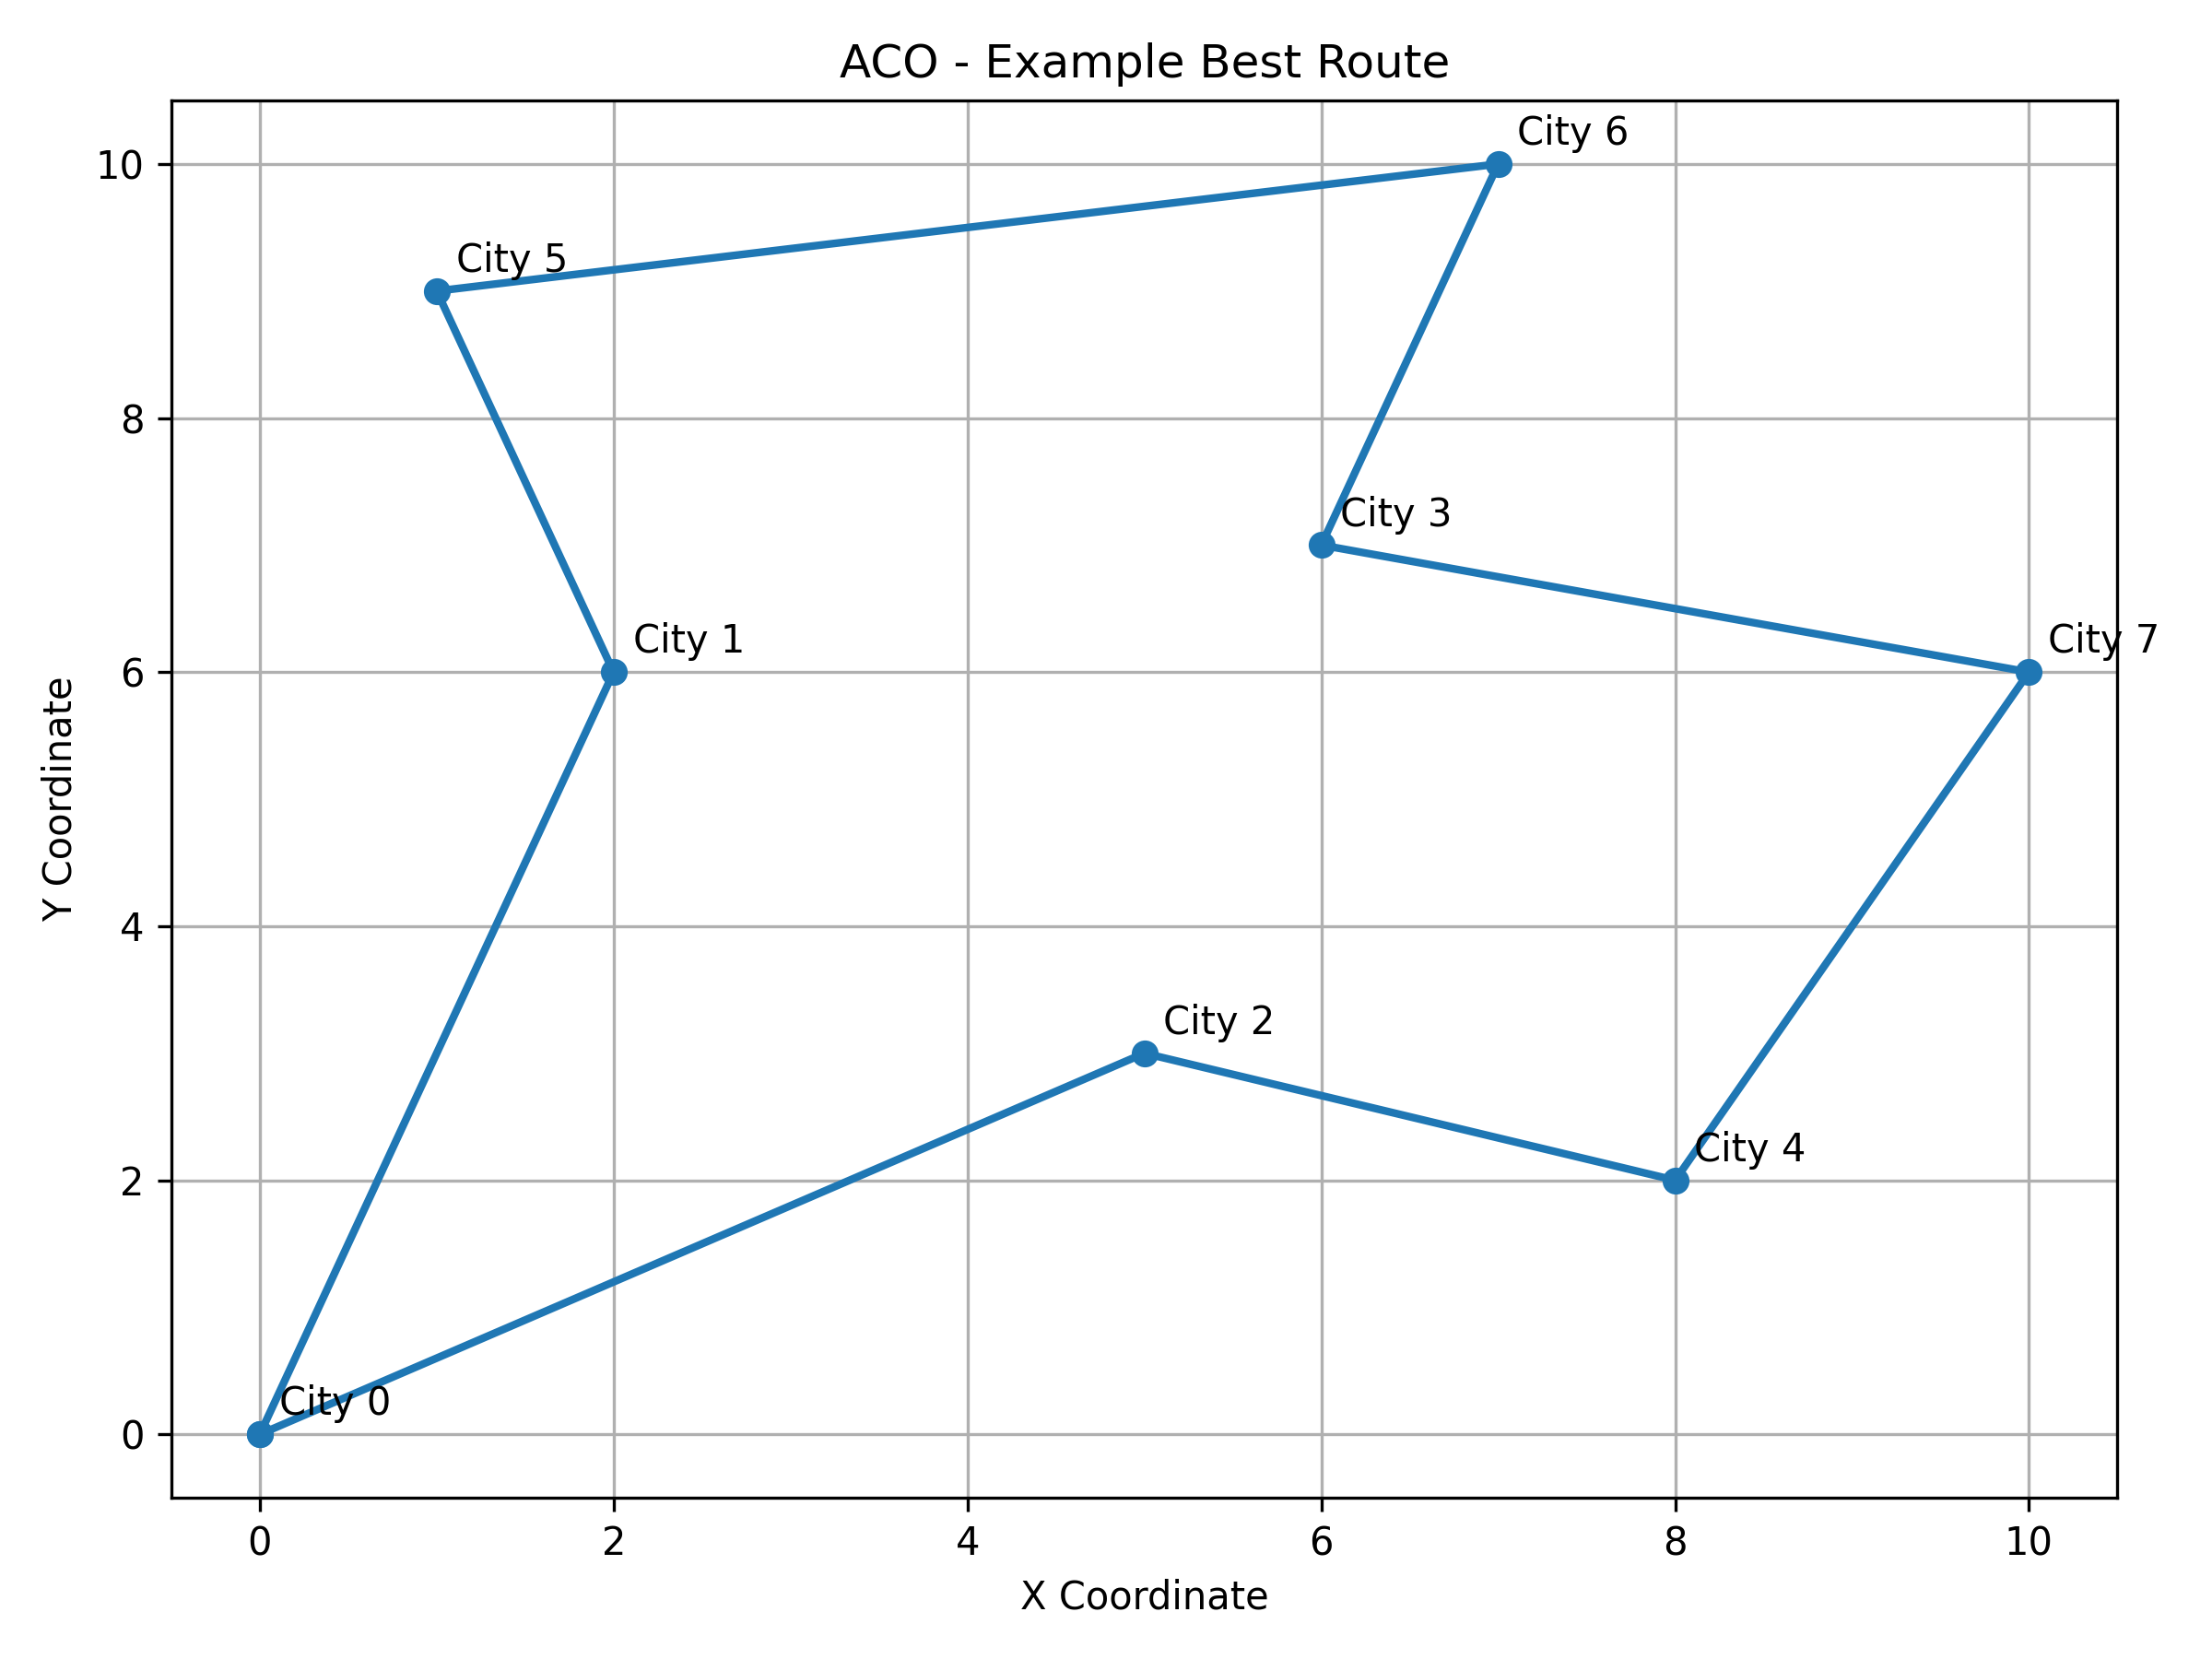 ACO - Example Best Route
City 6
10
City 5
8
City 3
City 1
City 7
6
Y Coordinate
4
City 2
City 4
2
City 0
0
0 2 4 6 8 10
X Coordinate